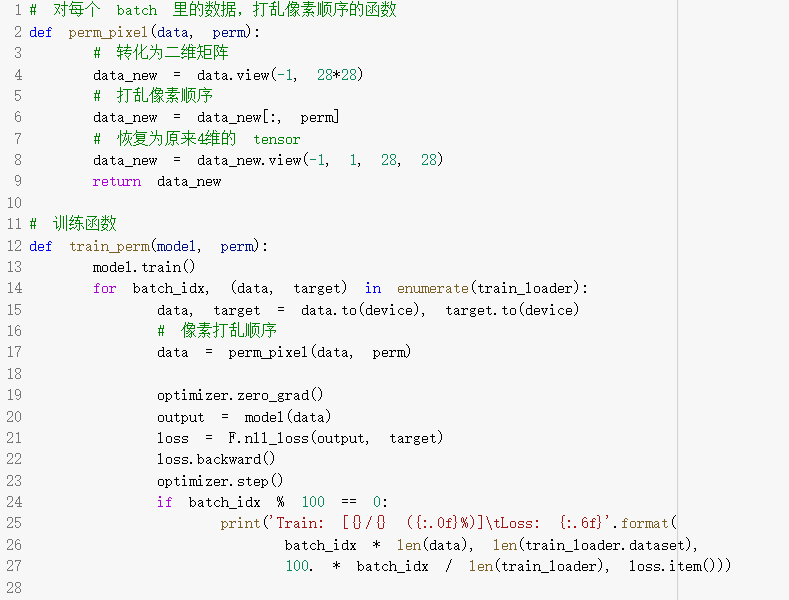 1 # 对每个 batch 里的数据，打乱像素顺序的函数
2 def perm_pixel(data, perm):
3 # 转化为二维矩阵
4 data_new = data.view(-1, 28*28)
5 # 打乱像素顺序
6 data_new = data_new[:, perm]
7 # 恢复为原来4维的 tensor
8 data_new = data_new.view(-1, 1, 28, 28)
9 return data_new
10
11 # 训练函数
12 def train_perm(model, perm):
13 model.train()
14 for batch_idx, (data, target) in enumerate(train_loader):
15 data, target = data.to(device), target.to(device)
16 # 像素打乱顺序
17 data = perm_pixel(data, perm)
18
19 optimizer.zero_grad()
20 output = model(data)
21 loss = F.nll_loss(output, target)
22 loss.backward()
23 optimizer.step()
24 if batch_idx % 100 == 0:
25 print('Train: [{}/{} ({:.0f}%)]\tLoss: {:.6f}'.format(
26 batch_idx * len(data), len(train_loader.dataset),
27 100. * batch_idx / len(train_loader), loss.item()))
28